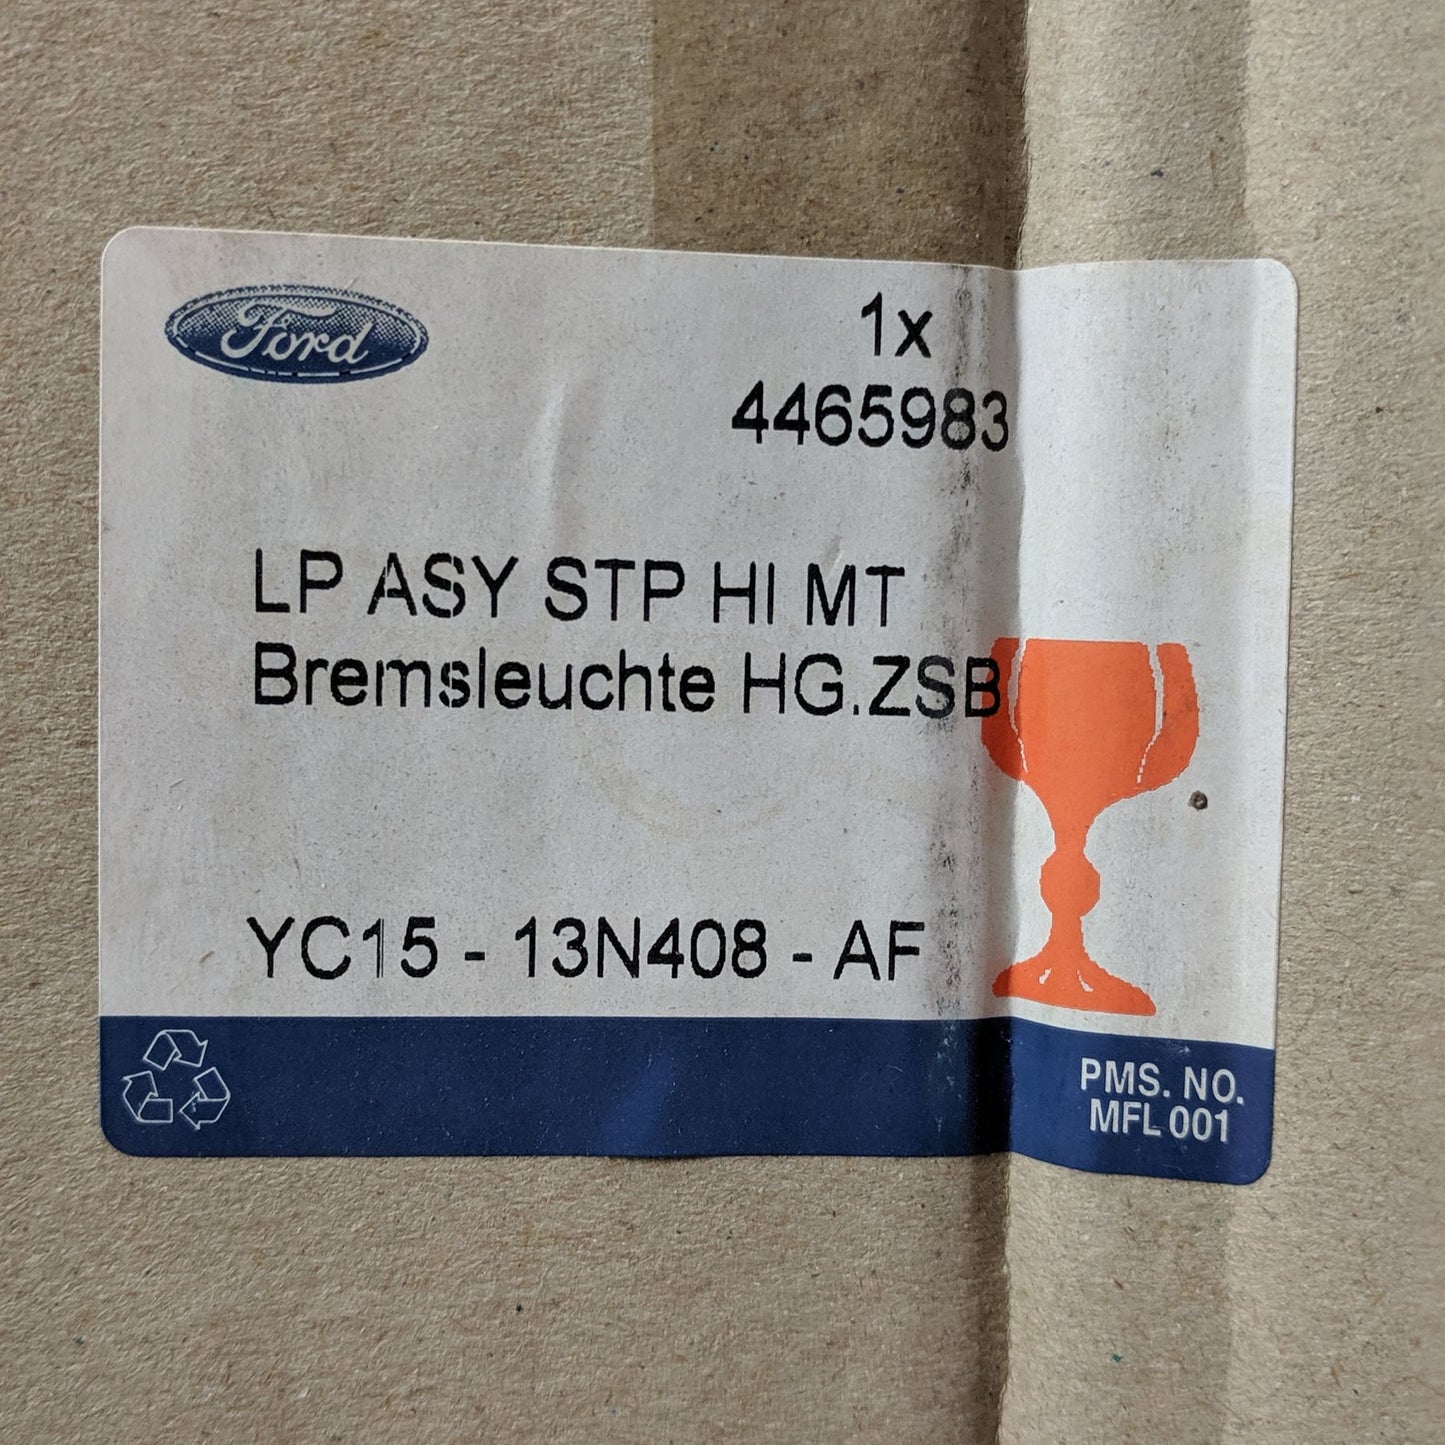 Ford
1x
4465983
LP ASY STP HI MT
Bremsleuchte HG.ZSB
YC15 - 13N408 - AF
PMS. NO.
MFL 001